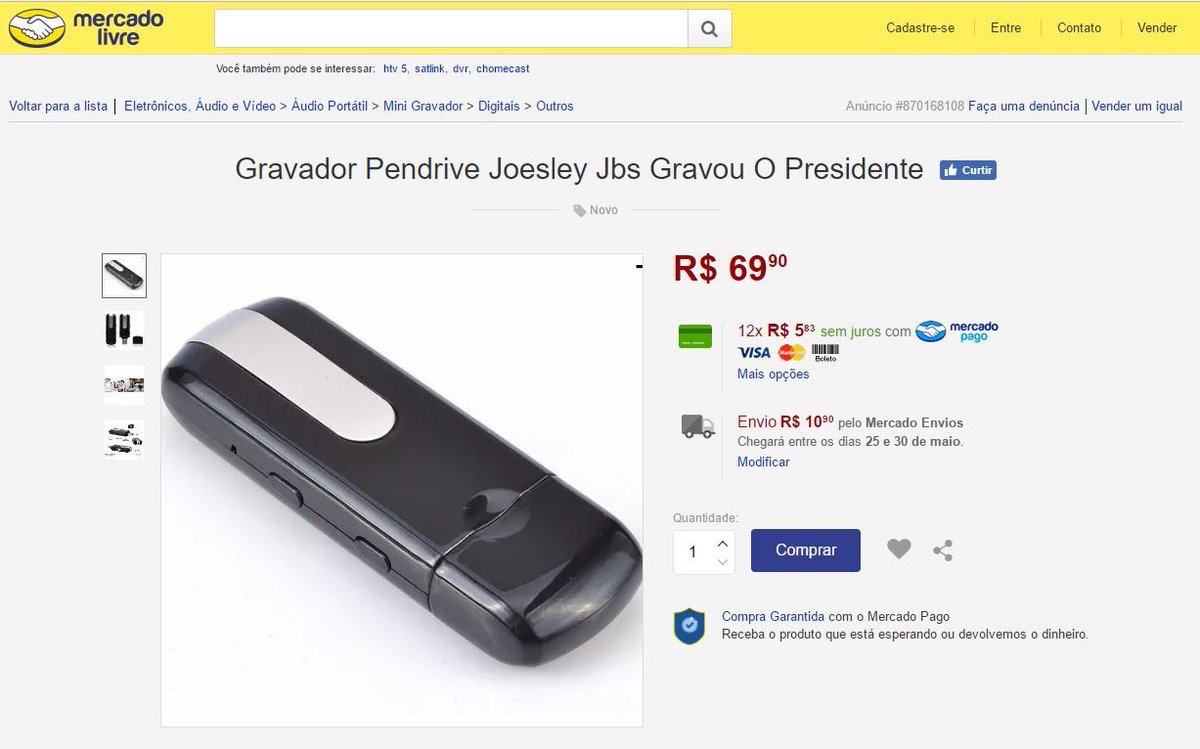 mercado
livre
Cadastre-se
Entre
Contato
Vender
Você também pode se interessar: htv 5, satlink, dvr, chomecast
Voltar para a lista | Eletrônicos, Áudio e Vídeo > Áudio Portátil > Mini Gravador > Digitais > Outros
Anúncio #870168108 Faça uma denúncia | Vender um igual
Gravador Pendrive Joesley Jbs Gravou O Presidente
Curtir
Novo
R$ 69 90
12x R$ 5 83 sem juros com mercado pago
VISA MasterCard Boleto
Mais opções
Envio R$ 10 90 pelo Mercado Envios
Chegará entre os dias 25 e 30 de maio.
Modificar
Quantidade:
1
Comprar
Compra Garantida com o Mercado Pago
Receba o produto que está esperando ou devolvemos o dinheiro.